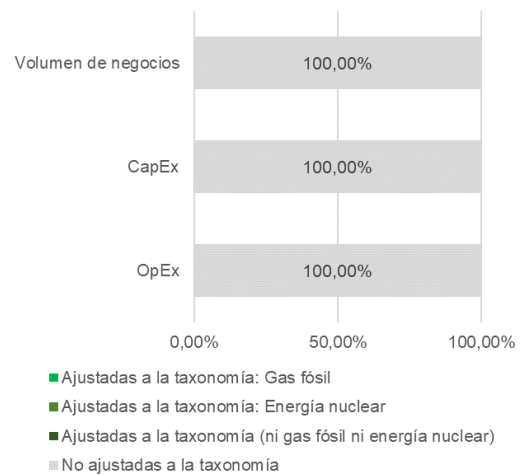 Volumen de negocios
100,00%
CapEx
100,00%
OpEx
100,00%
0,00%
50,00%
100,00%
Ajustadas a la taxonomía: Gas fósil
Ajustadas a la taxonomía: Energía nuclear
Ajustadas a la taxonomía (ni gas fósil ni energía nuclear)
No ajustadas a la taxonomía